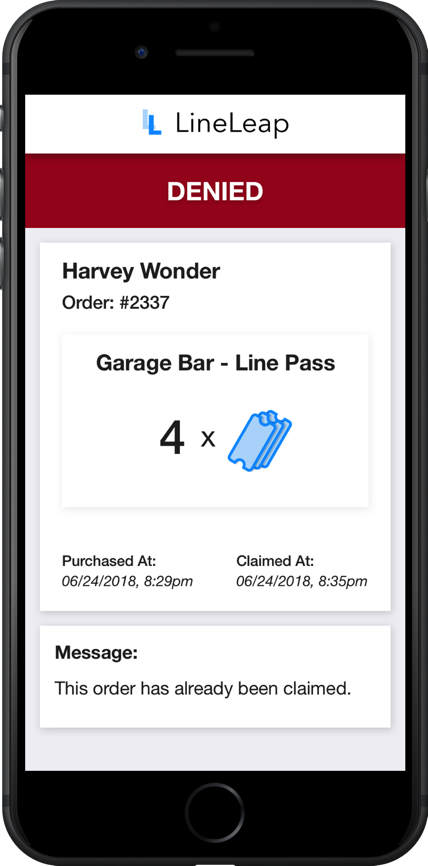 LineLeap
DENIED
Harvey Wonder
Order: #2337
Garage Bar - Line Pass
4 x
Purchased At:
06/24/2018, 8:29pm
Claimed At:
06/24/2018, 8:35pm
Message:
This order has already been claimed.